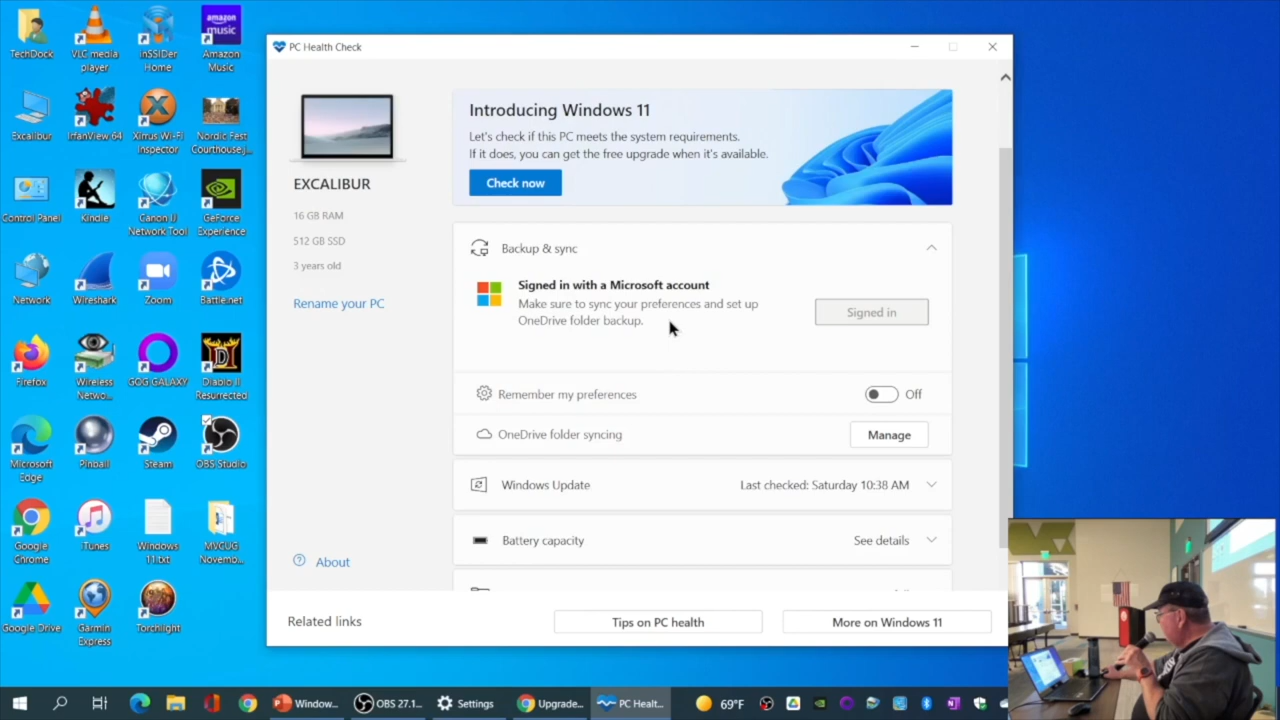 TechDock
VLC media
player
inSSIDer
Home
amazon
music
Amazon
Music
Excalibur
IrfanView 64
Xirrus Wi-Fi
Inspector
Nordic Fest
Courthouse.j...
Control Panel
Kindle
Canon IJ
Network Tool
GeForce
Experience
Network
Wireshark
Zoom
Battle.net
Firefox
Wireless
Netwo...
GOG GALAXY
Diablo II
Resurrected
Microsoft
Edge
Pinball
Steam
OBS Studio
Google
Chrome
iTunes
Windows
11.txt
MVCUG
Novemb...
Google Drive
Garmin
Express
Torchlight
PC Health Check
EXCALIBUR
16 GB RAM
512 GB SSD
3 years old
Rename your PC
About
Introducing Windows 11
Let's check if this PC meets the system requirements.
If it does, you can get the free upgrade when it's available.
Check now
Backup & sync
Signed in with a Microsoft account
Make sure to sync your preferences and set up
OneDrive folder backup.
Signed in
Remember my preferences
Off
OneDrive folder syncing
Manage
Windows Update
Last checked: Saturday 10:38 AM
Battery capacity
See details
Related links
Tips on PC health
More on Windows 11
Window...
OBS 27.1...
Settings
Upgrade...
PC Healt...
69°F